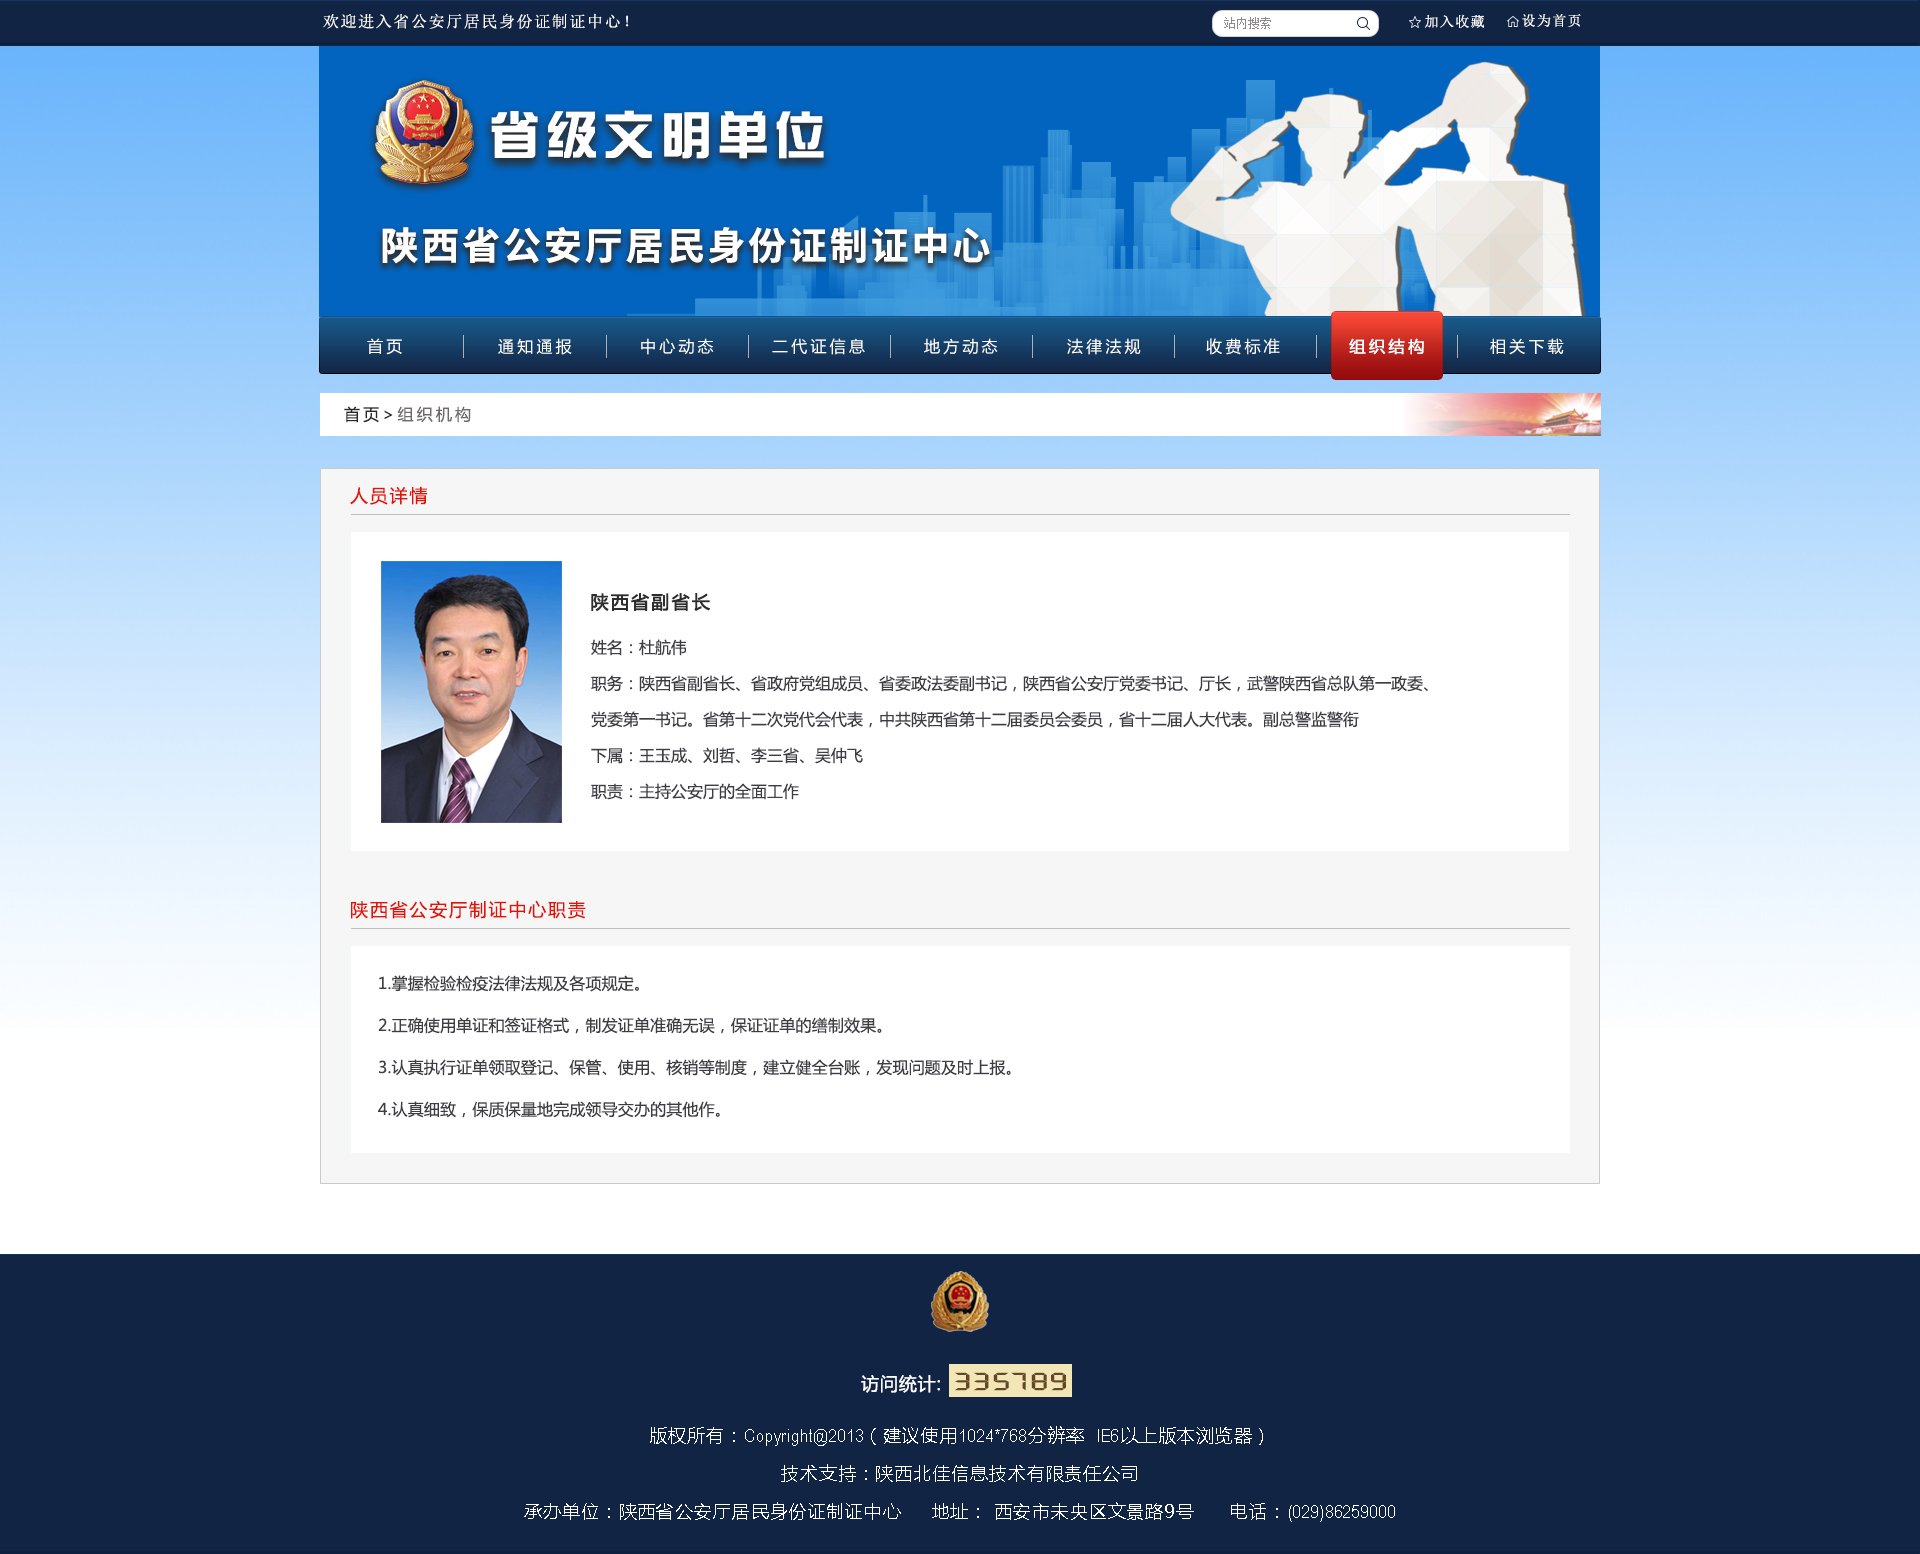 欢迎进入省公安厅居民身份证制证中心！
站内搜索
加入收藏
设为首页
省级文明单位
陕西省公安厅居民身份证制证中心
首页 通知通报 中心动态 二代证信息 地方动态 法律法规 收费标准 组织结构 相关下载
首页>组织机构
人员详情
陕西省副省长
姓名：杜航伟
职务：陕西省副省长、省政府党组成员、省委政法委副书记，陕西省公安厅党委书记、厅长，武警陕西省总队第一政委、
党委第一书记。省第十二次党代会代表，中共陕西省第十二届委员会委员，省十二届人大代表。副总警监警衔
下属：王玉成、刘哲、李三省、吴仲飞
职责：主持公安厅的全面工作
陕西省公安厅制证中心职责
1.掌握检验检疫法律法规及各项规定。
2.正确使用单证和签证格式，制发证单准确无误，保证证单的缮制效果。
3.认真执行证单领取登记、保管、使用、核销等制度，建立健全台账，发现问题及时上报。
4.认真细致，保质保量地完成领导交办的其他作。
访问统计: 335789
版权所有：Copyright@2013（建议使用1024*768分辨率 IE6以上版本浏览器）
技术支持：陕西北佳信息技术有限责任公司
承办单位：陕西省公安厅居民身份证制证中心 地址： 西安市未央区文景路9号 电话：(029)86259000